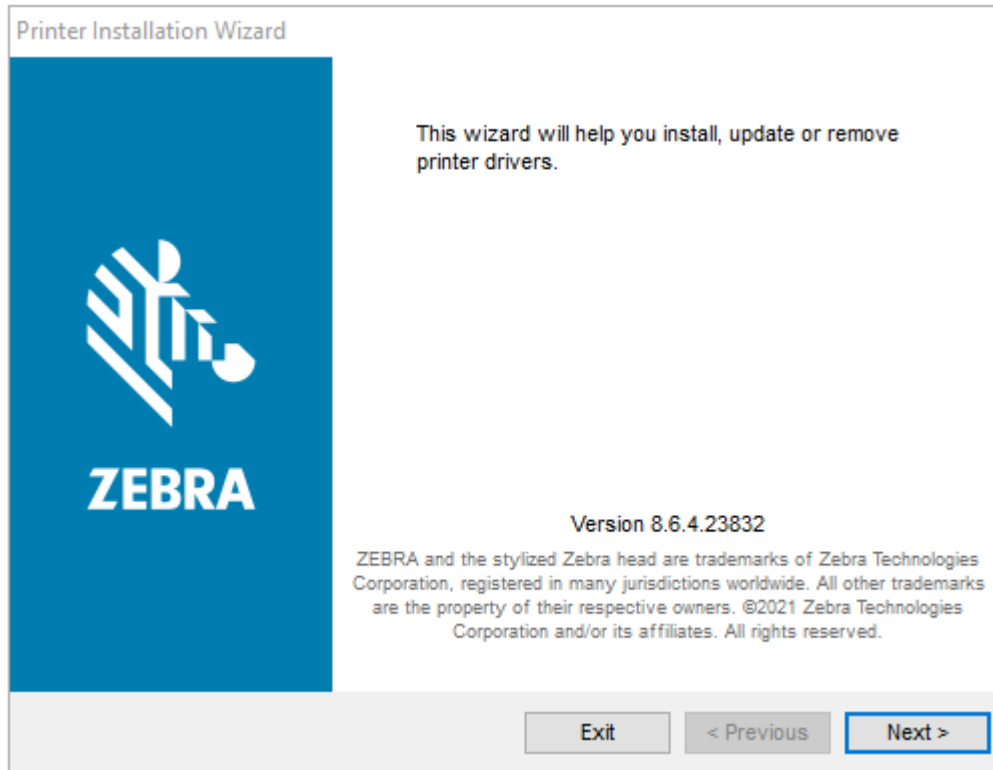 Printer Installation Wizard
This wizard will help you install, update or remove
printer drivers.
ZEBRA
Version 8.6.4.23832
ZEBRA and the stylized Zebra head are trademarks of Zebra Technologies
Corporation, registered in many jurisdictions worldwide. All other trademarks
are the property of their respective owners. ©2021 Zebra Technologies
Corporation and/or its affiliates. All rights reserved.
Exit
< Previous
Next >